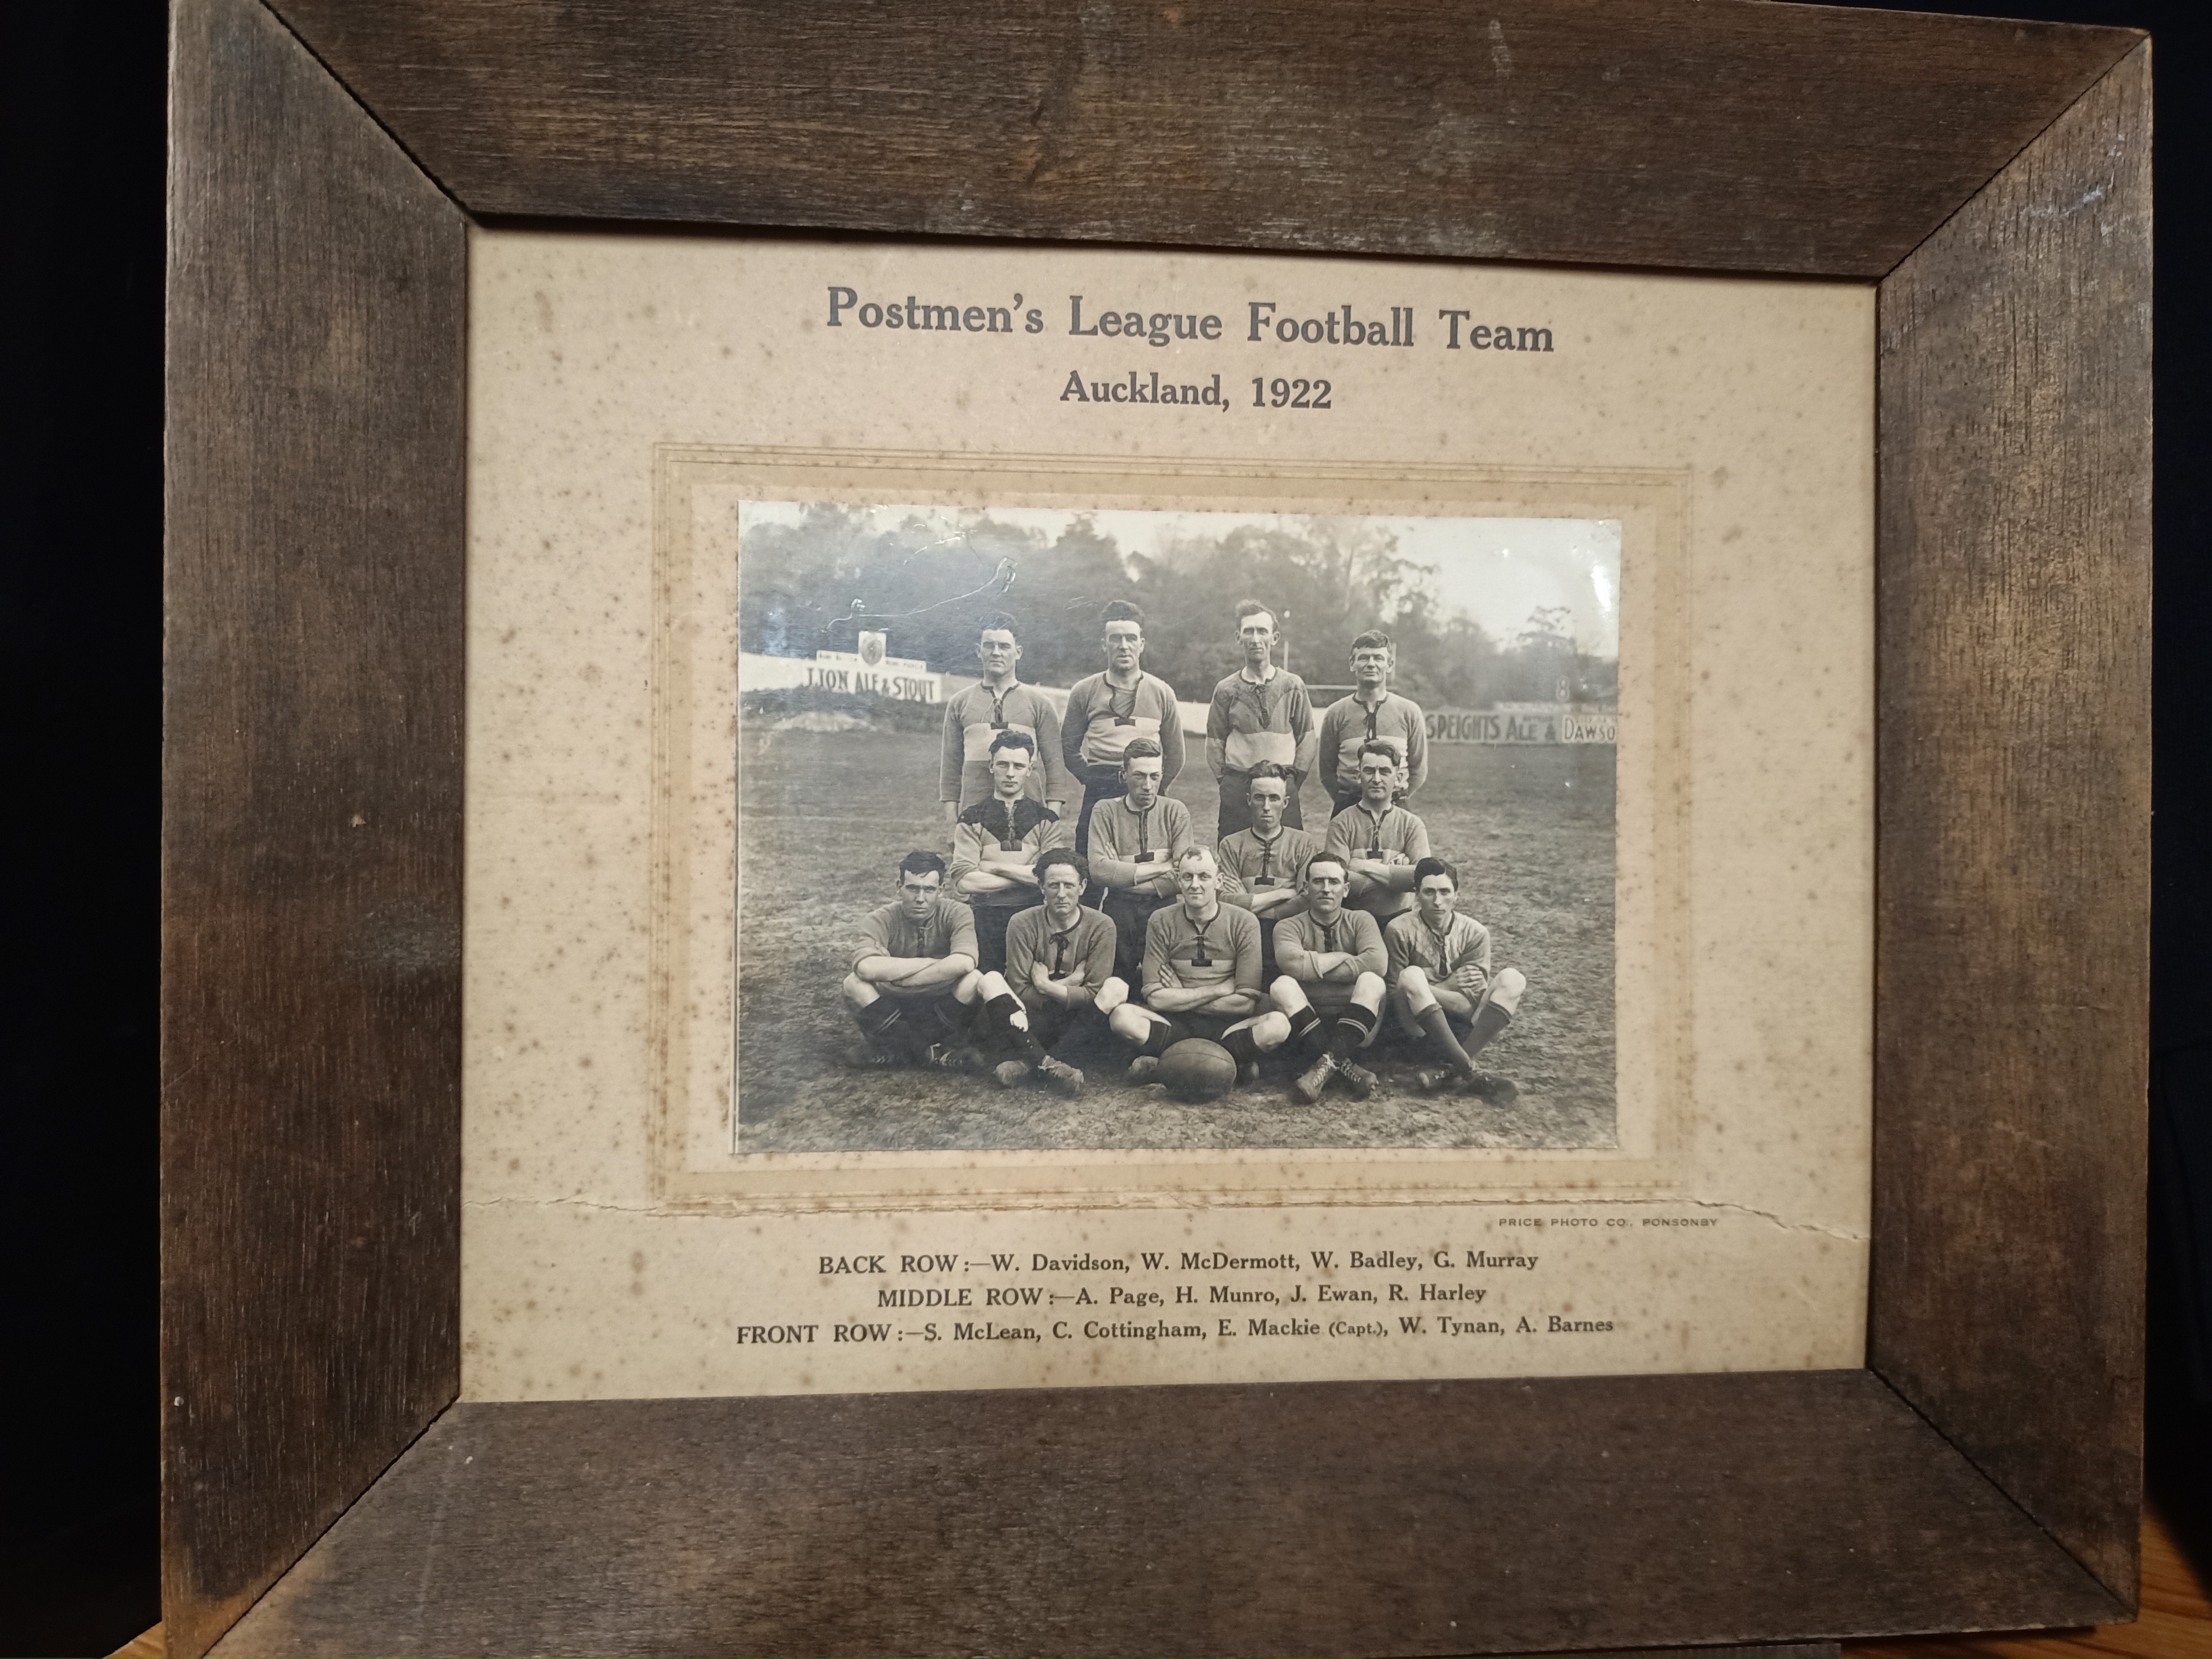 Postmen's League Football Team
Auckland, 1922
LION ALE & STOUT
SPEIGHTS ALE &
DAWSO
PRICE PHOTO CO., PONSONBY
BACK ROW :—W. Davidson, W. McDermott, W. Badley, G. Murray
MIDDLE ROW :—A. Page, H. Munro, J. Ewan, R. Harley
FRONT ROW :—S. McLean, C. Cottingham, E. Mackie (Capt.), W. Tynan, A. Barnes